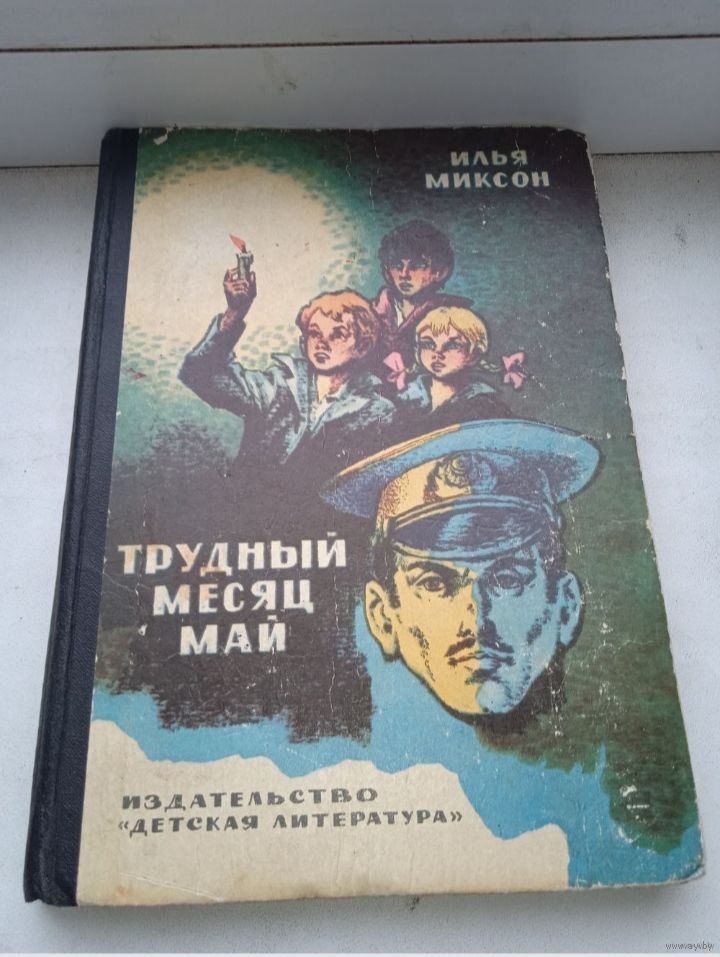 ИЛЬЯ
МИКСОН
ТРУДНЫЙ
МЕСЯЦ
МАЙ
ИЗДАТЕЛЬСТВО
«ДЕТСКАЯ ЛИТЕРАТУРА»
www.ay.by